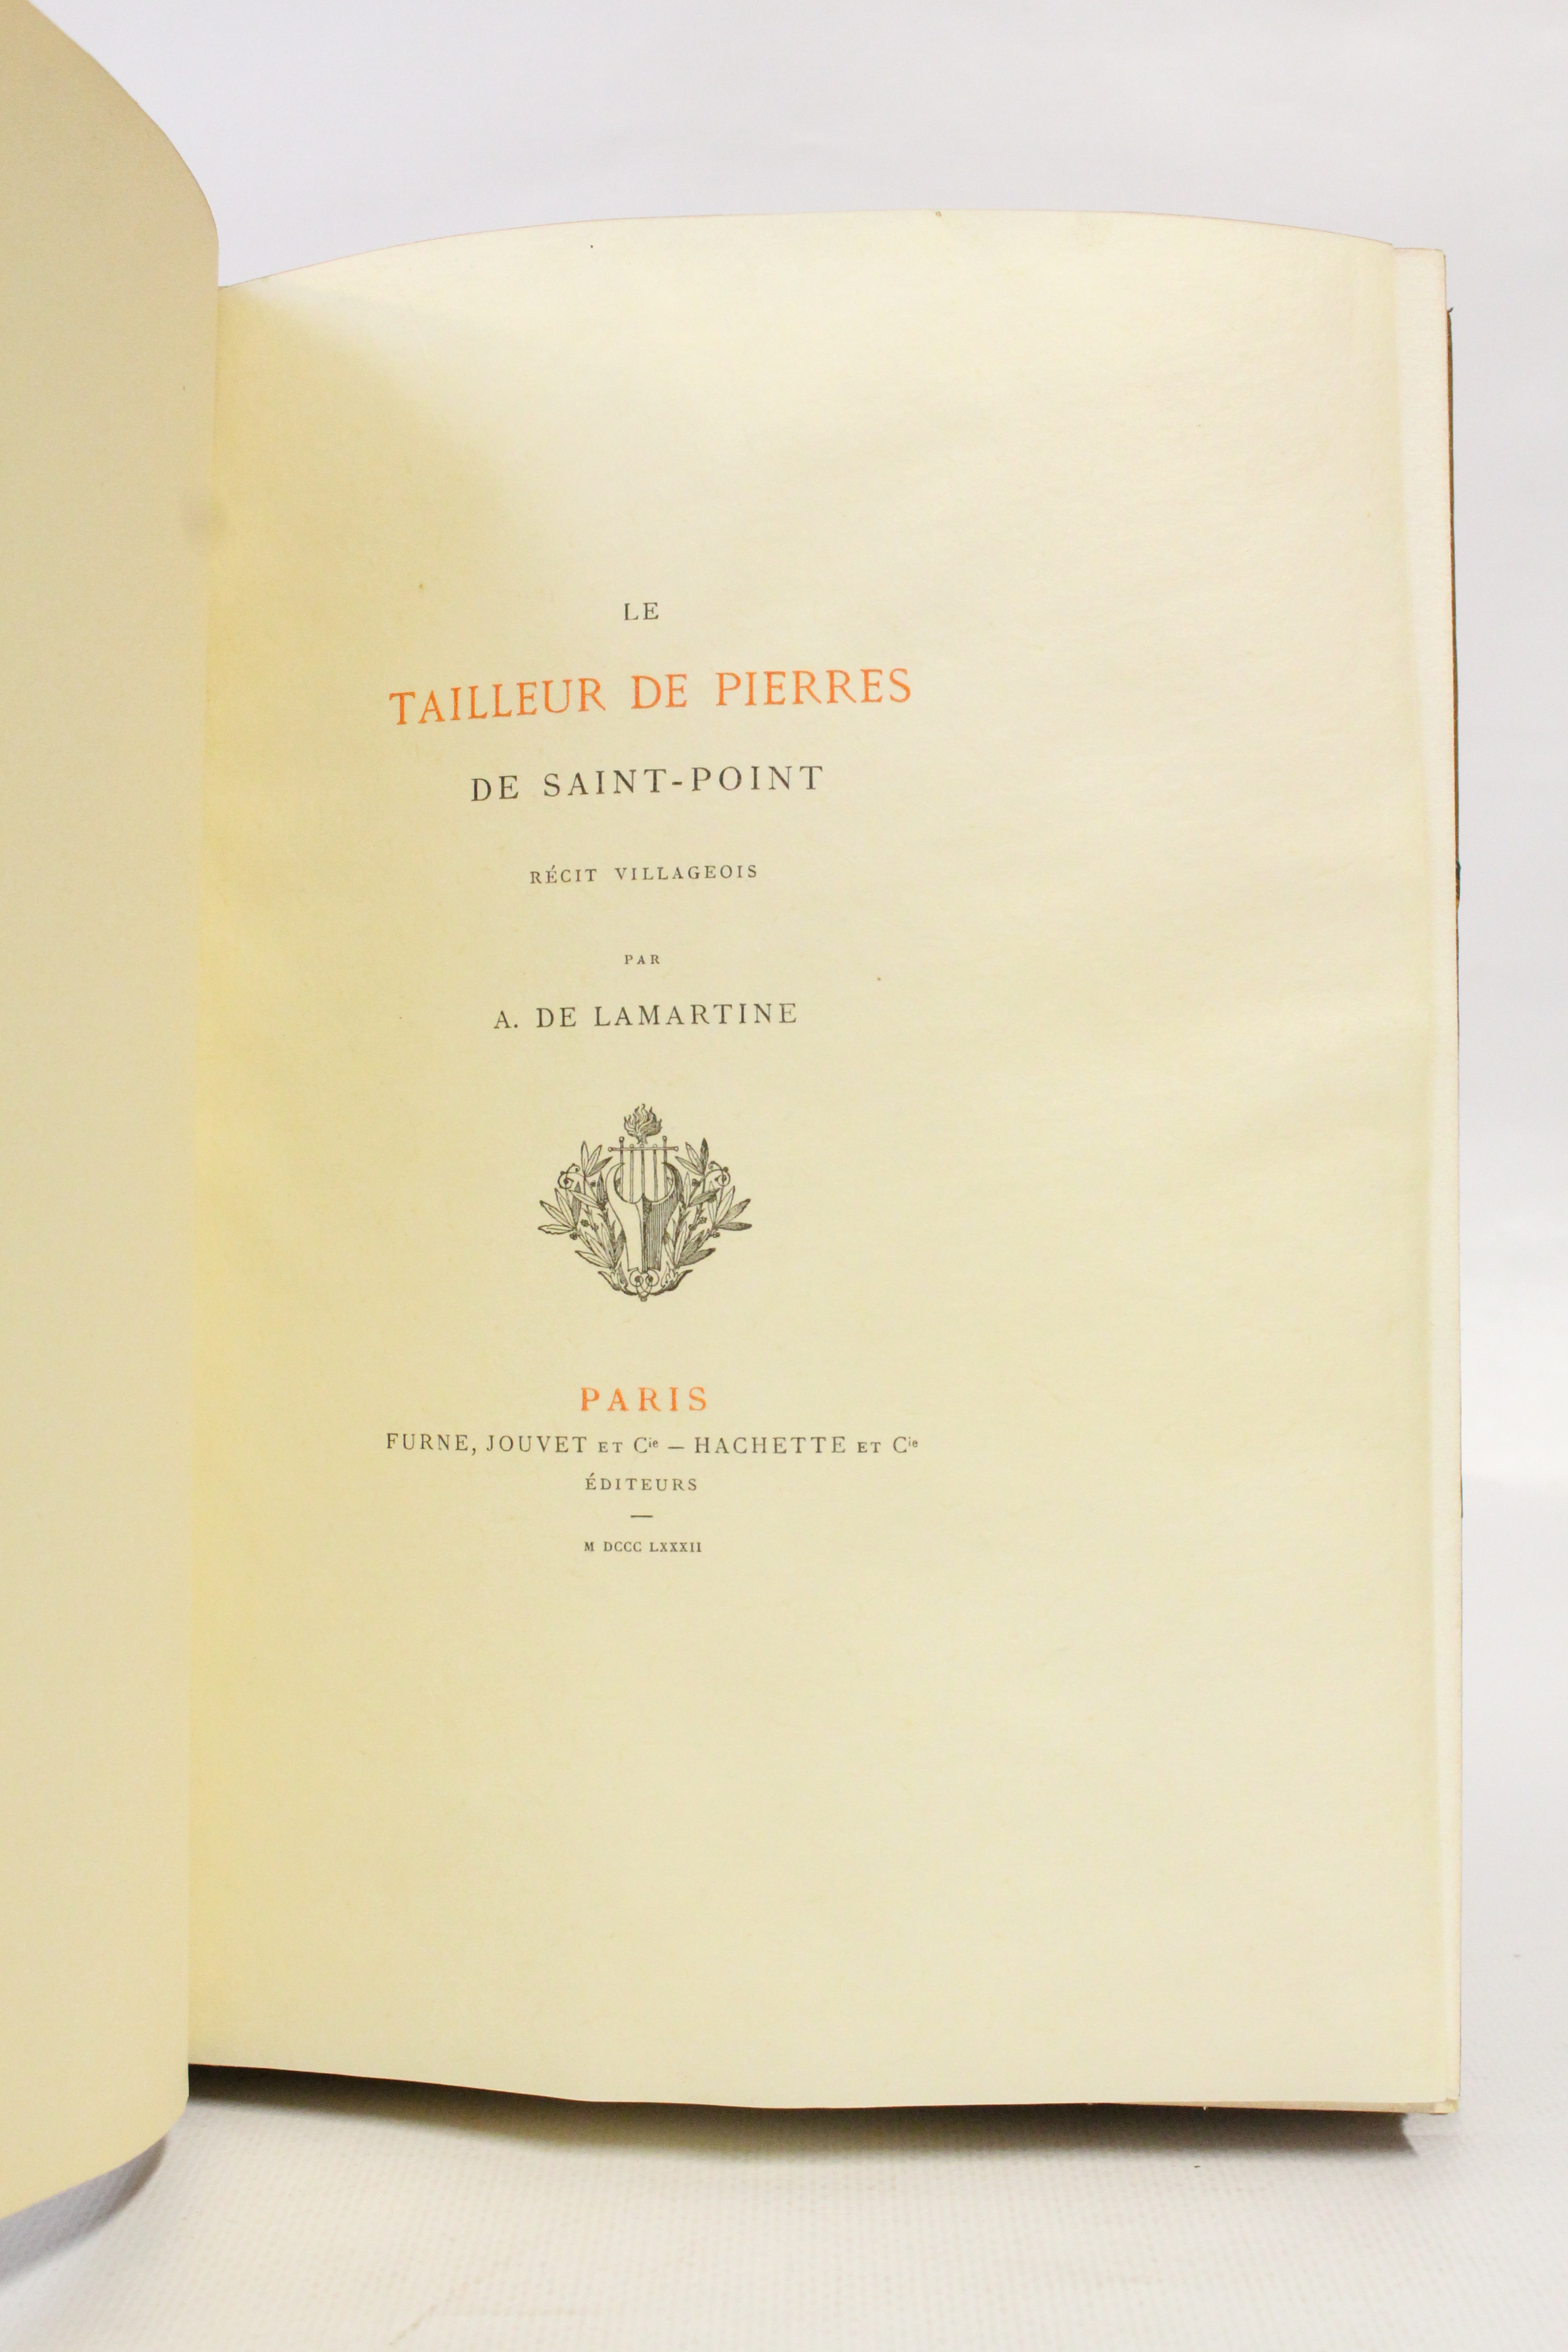 LE
TAILLEUR DE PIERRES
DE SAINT-POINT
RÉCIT VILLAGEOIS
PAR
A. DE LAMARTINE
PARIS
FURNE, JOUVET ET Cie — HACHETTE ET Cie
ÉDITEURS
M DCCC LXXXII